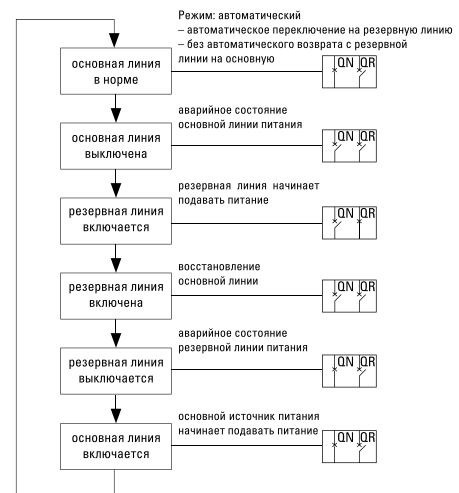 Режим: автоматический
– автоматическое переключение на резервную линию
– без автоматического возврата с резервной
линии на основную
основная линия
в норме
QN QR
аварийное состояние
основной линии питания
основная линия
выключена
QN QR
резервная линия начинает
подавать питание
резервная линия
включается
QN QR
восстановление
основной линии
резервная линия
включена
QN QR
аварийное состояние
резервной линии питания
резервная линия
выключается
QN QR
основной источник питания
начинает подавать питание
основная линия
включается
QN QR